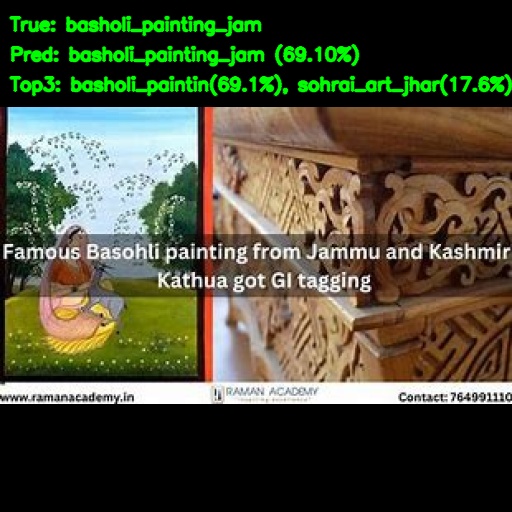 True: basholi_painting_jam
Pred: basholi_painting_jam (69.10%)
Top3: basholi_paintin(69.1%), sohrai_art_jhar(17.6%)
Famous Basohli painting from Jammu and Kashmir
Kathua got GI tagging
www.ramanacademy.in
RAMAN ACADEMY
Contact: 764991110